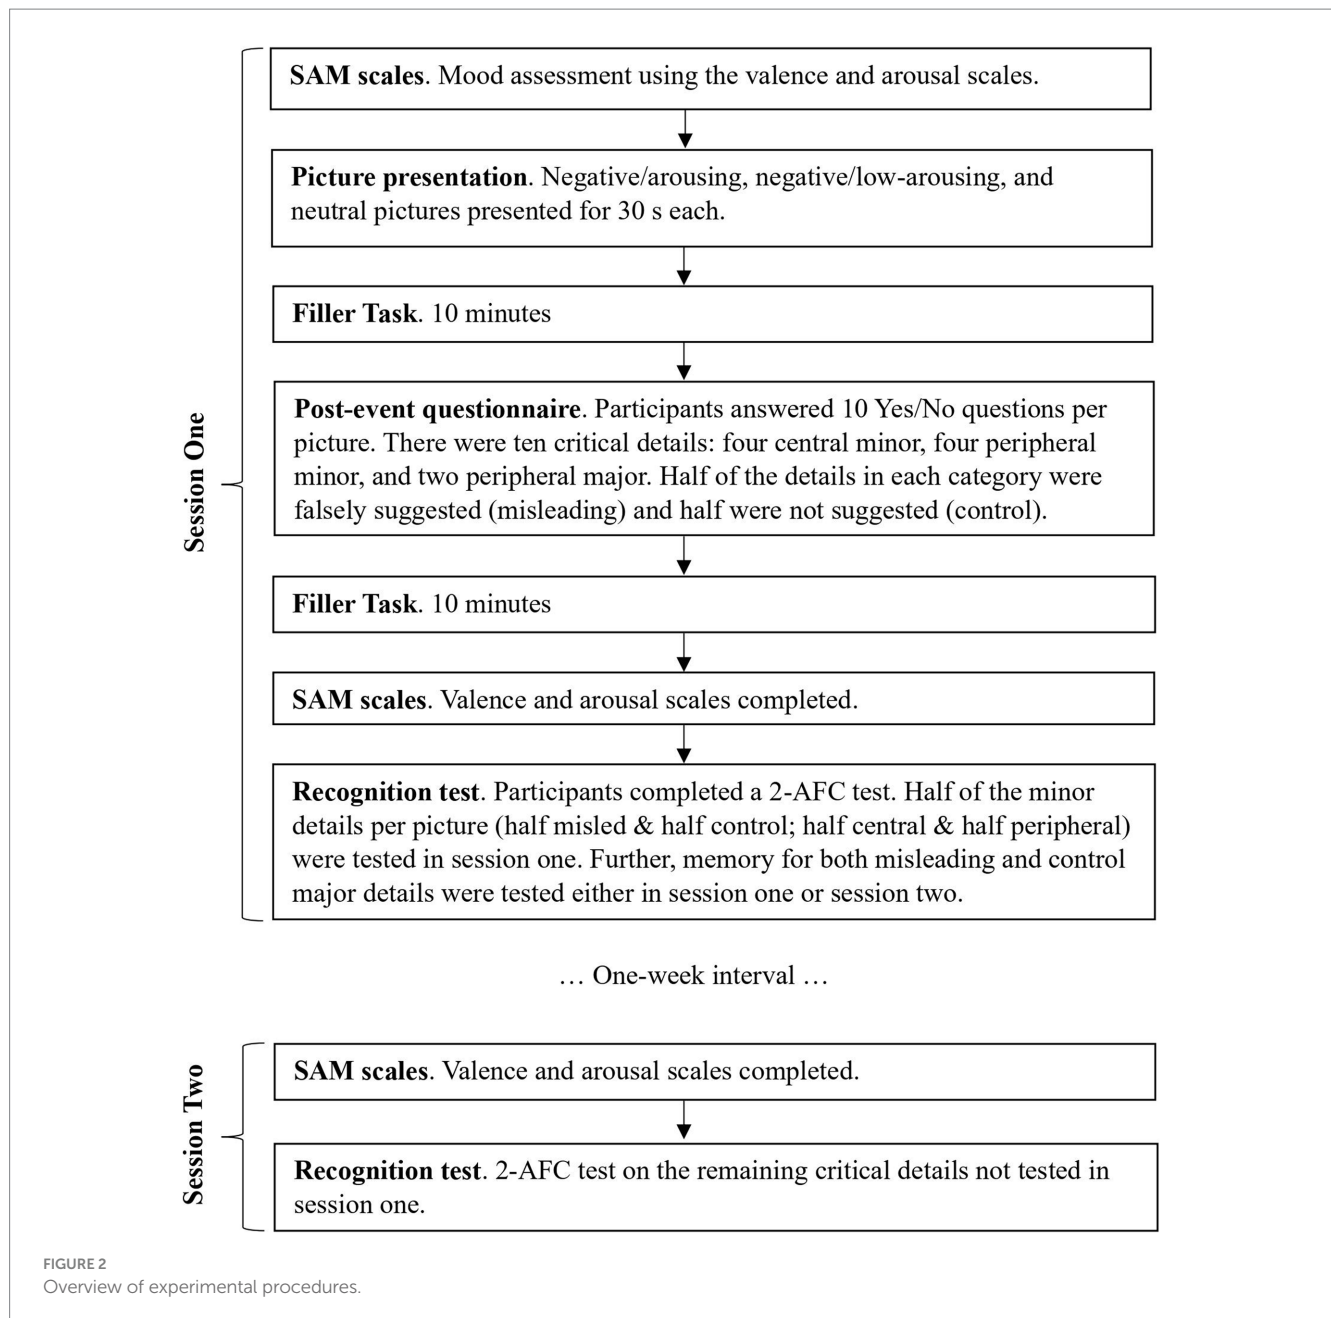 Session One
SAM scales. Mood assessment using the valence and arousal scales.
Picture presentation. Negative/arousing, negative/low-arousing, and
neutral pictures presented for 30 s each.
Filler Task. 10 minutes
Post-event questionnaire. Participants answered 10 Yes/No questions per
picture. There were ten critical details: four central minor, four peripheral
minor, and two peripheral major. Half of the details in each category were
falsely suggested (misleading) and half were not suggested (control).
Filler Task. 10 minutes
SAM scales. Valence and arousal scales completed.
Recognition test. Participants completed a 2-AFC test. Half of the minor
details per picture (half misled & half control; half central & half peripheral)
were tested in session one. Further, memory for both misleading and control
major details were tested either in session one or session two.
… One-week interval …
Session Two
SAM scales. Valence and arousal scales completed.
Recognition test. 2-AFC test on the remaining critical details not tested in
session one.
FIGURE 2
Overview of experimental procedures.